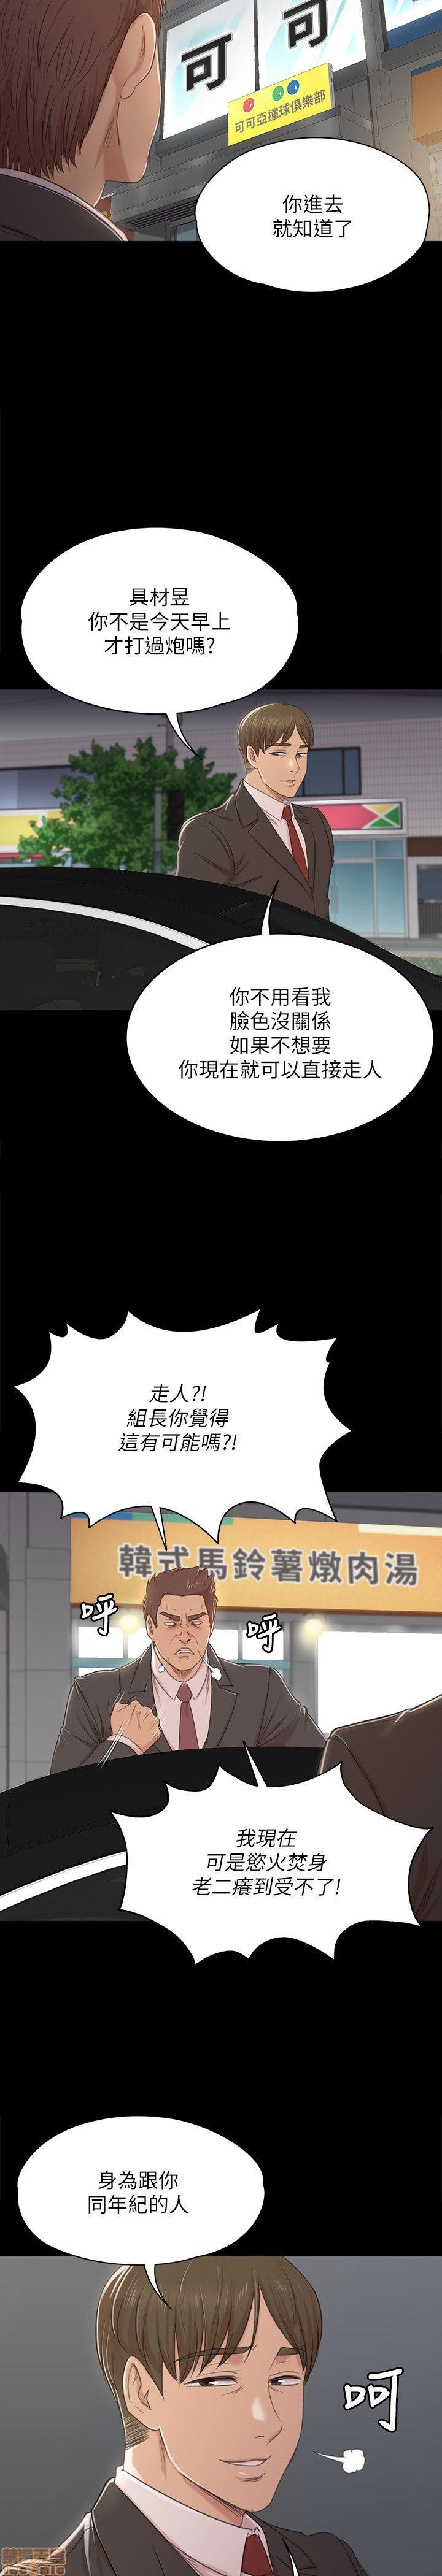 可
可
可可亞撞球俱樂部
你進去
就知道了
具材昱
你不是今天早上
才打過炮嗎?
你不用看我
臉色沒關係
如果不想要
你現在就可以直接走人
走人?!
組長你覺得
這有可能嗎?!
韓式馬鈴薯燉肉湯
呼
呼
我現在
可是慾火焚身
老二癢到受不了!
身為跟你
同年紀的人
呵